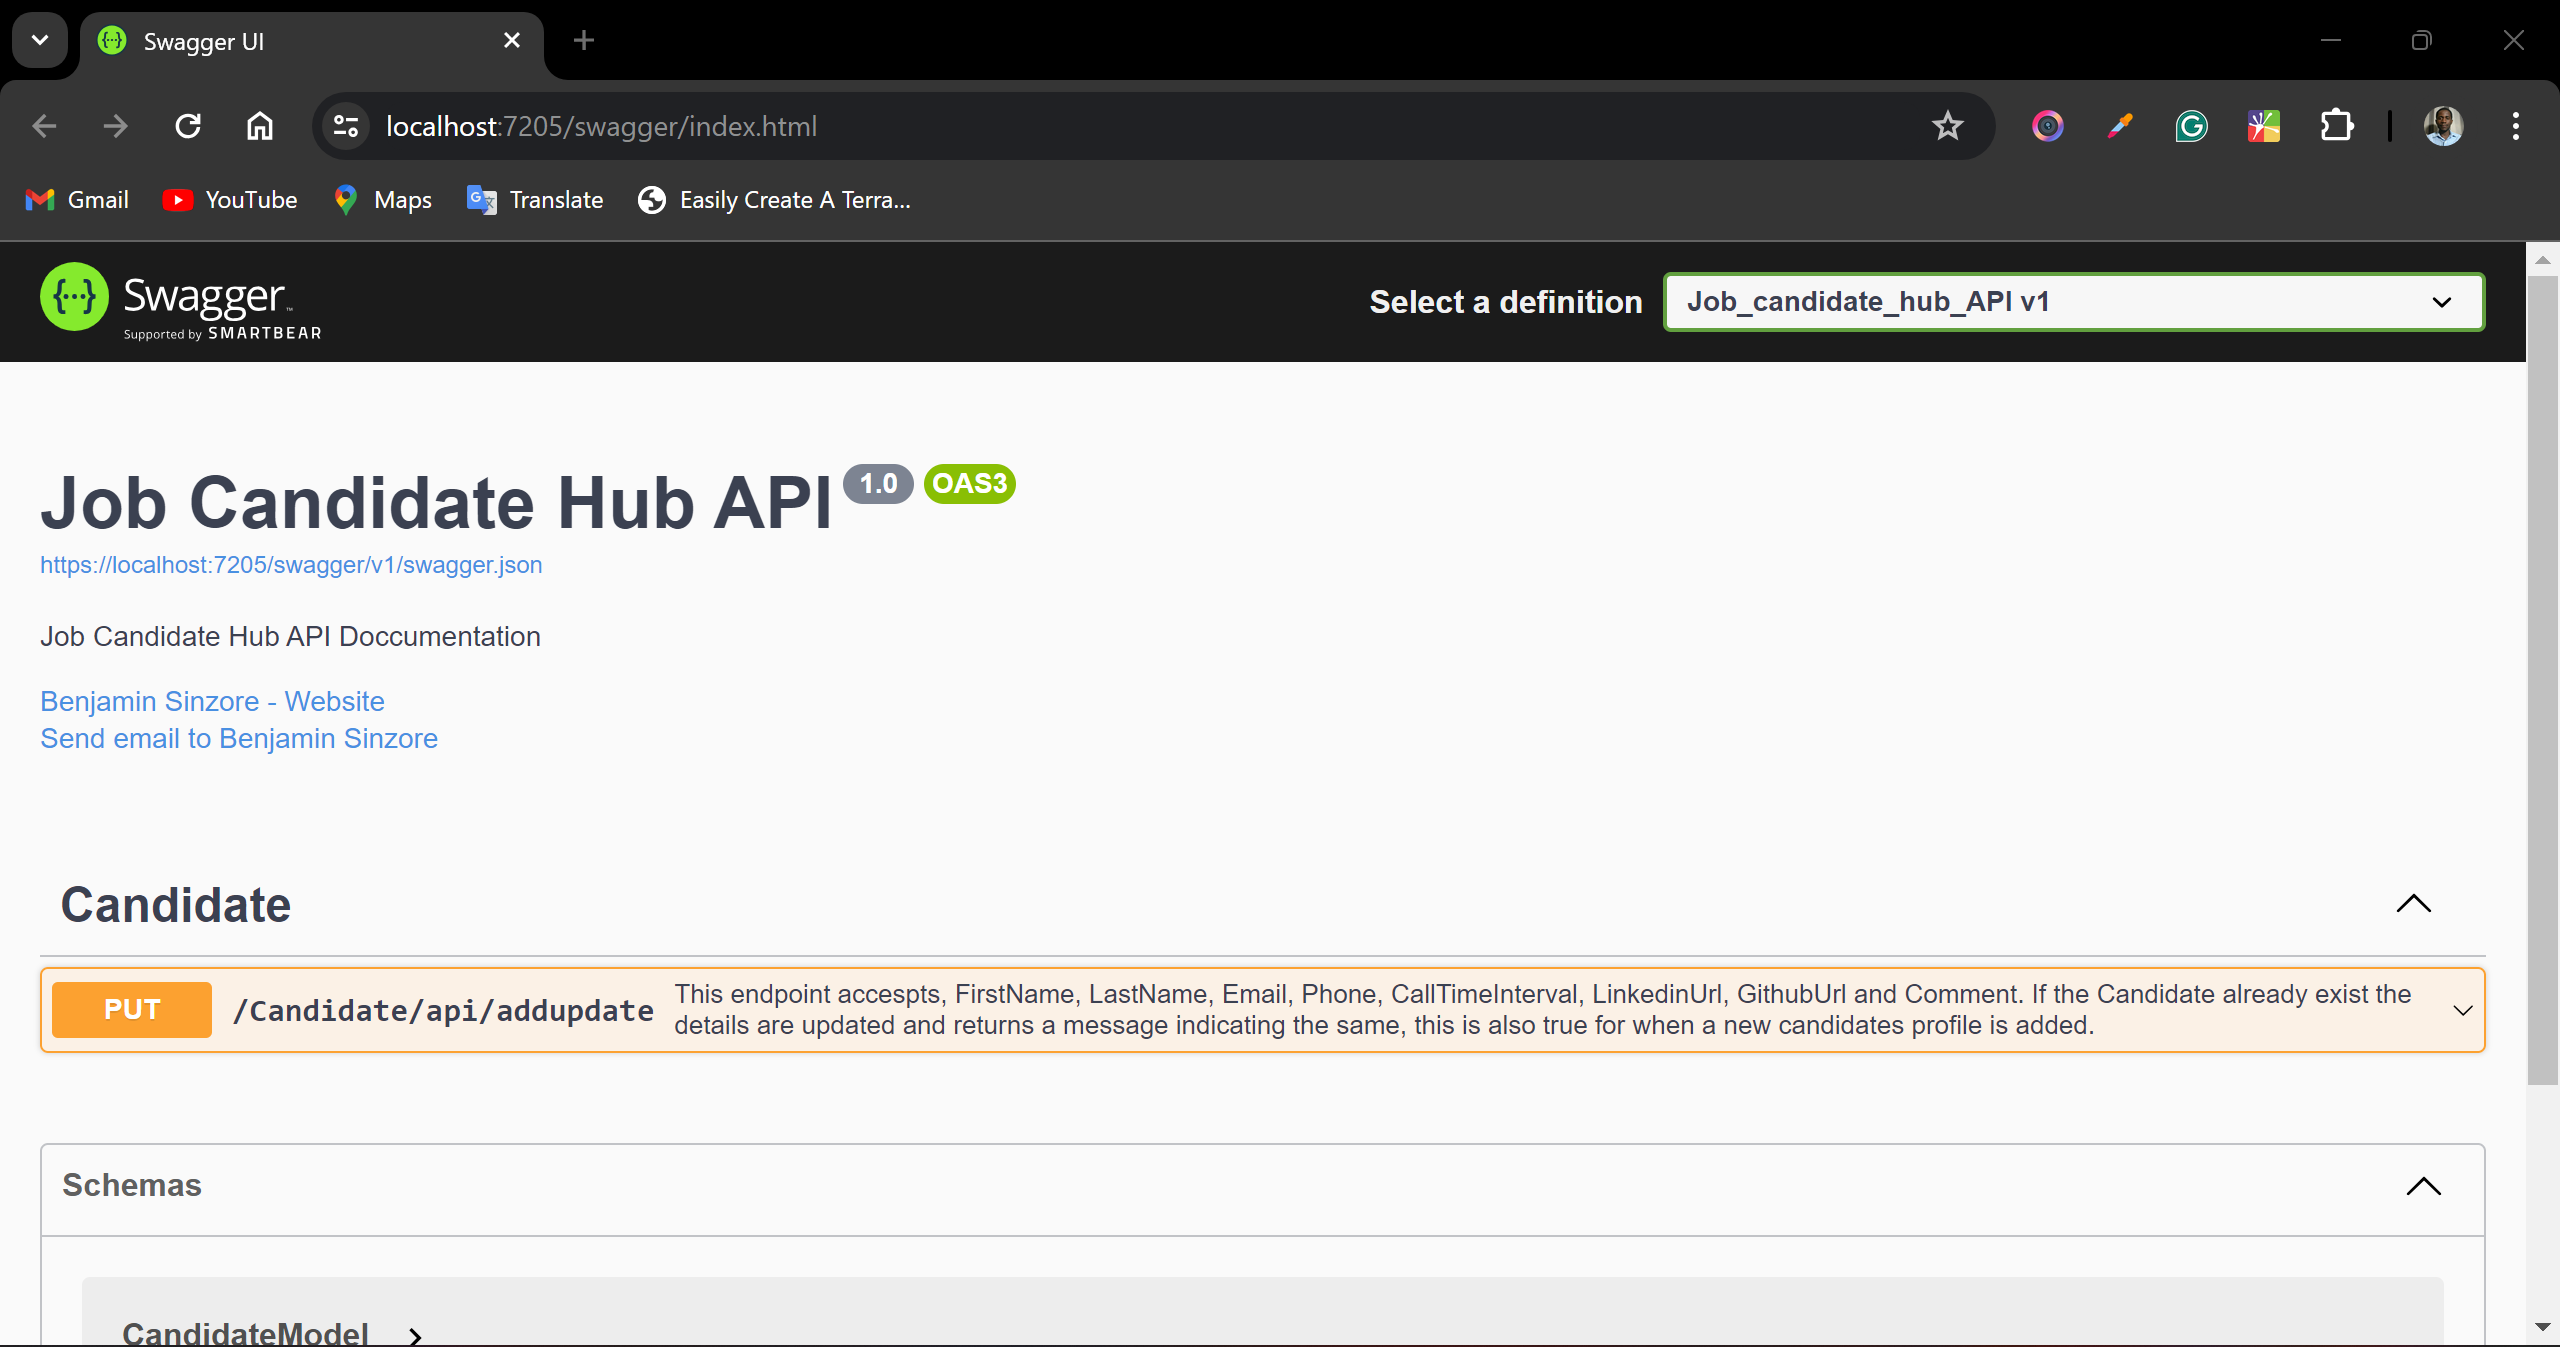 Swagger UI
localhost:7205/swagger/index.html
Gmail YouTube Maps Translate Easily Create A Terra...
Swagger™
Supported by SMARTBEAR
Select a definition Job_candidate_hub_API v1
Job Candidate Hub API 1.0 OAS3
https://localhost:7205/swagger/v1/swagger.json
Job Candidate Hub API Doccumentation
Benjamin Sinzore - Website
Send email to Benjamin Sinzore
Candidate
PUT /Candidate/api/addupdate This endpoint accespts, FirstName, LastName, Email, Phone, CallTimeInterval, LinkedinUrl, GithubUrl and Comment. If the Candidate already exist the
details are updated and returns a message indicating the same, this is also true for when a new candidates profile is added.
Schemas
CandidateModel